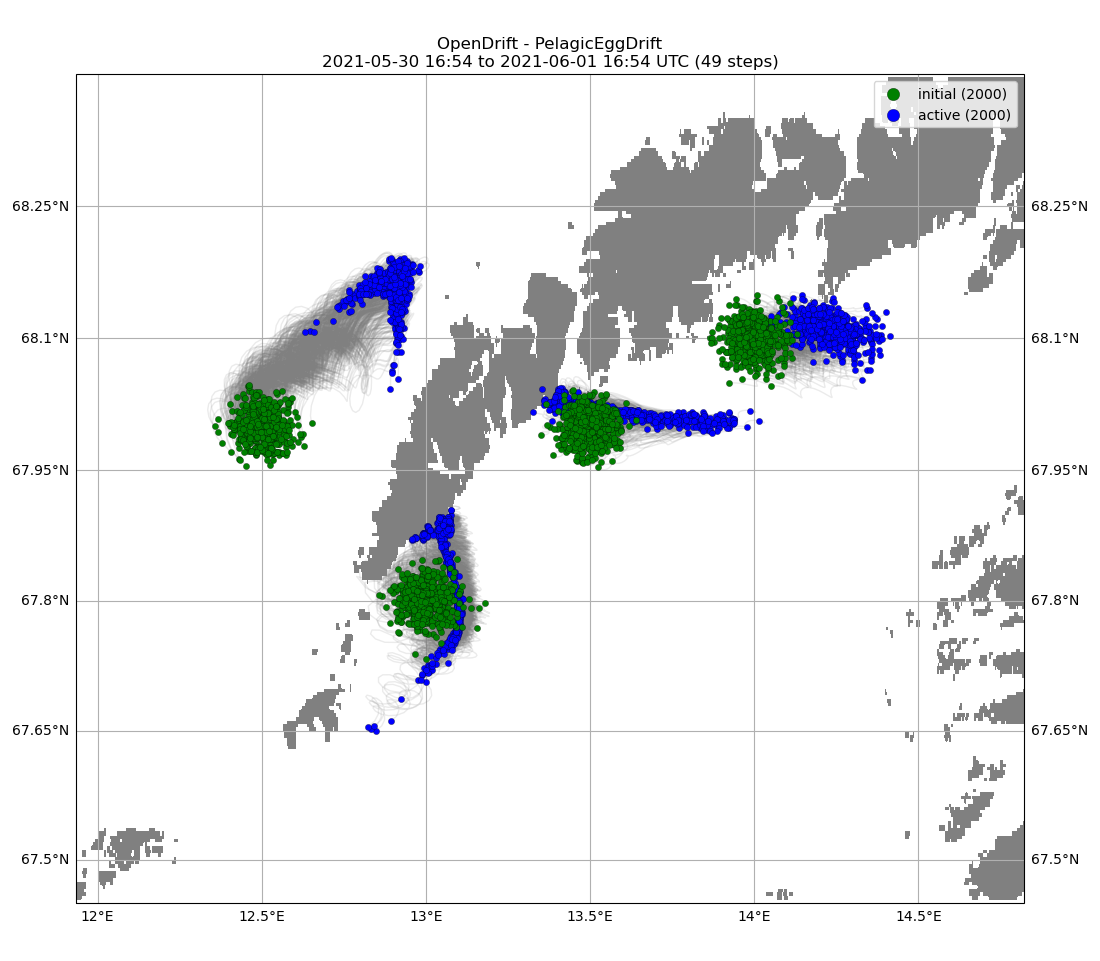 OpenDrift - PelagicEggDrift
2021-05-30 16:54 to 2021-06-01 16:54 UTC (49 steps)
initial (2000)
active (2000)
68.25°N
68.25°N
68.1°N
68.1°N
67.95°N
67.95°N
67.8°N
67.8°N
67.65°N
67.65°N
67.5°N
67.5°N
12°E
12.5°E
13°E
13.5°E
14°E
14.5°E